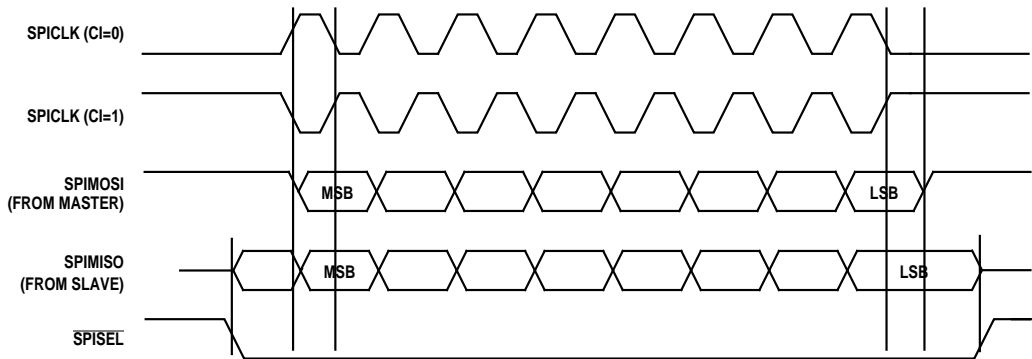 SPICLK (CI=0)
SPICLK (CI=1)
SPIMOSI
(FROM MASTER)
MSB
LSB
SPIMISO
(FROM SLAVE)
MSB
LSB
SPISEL